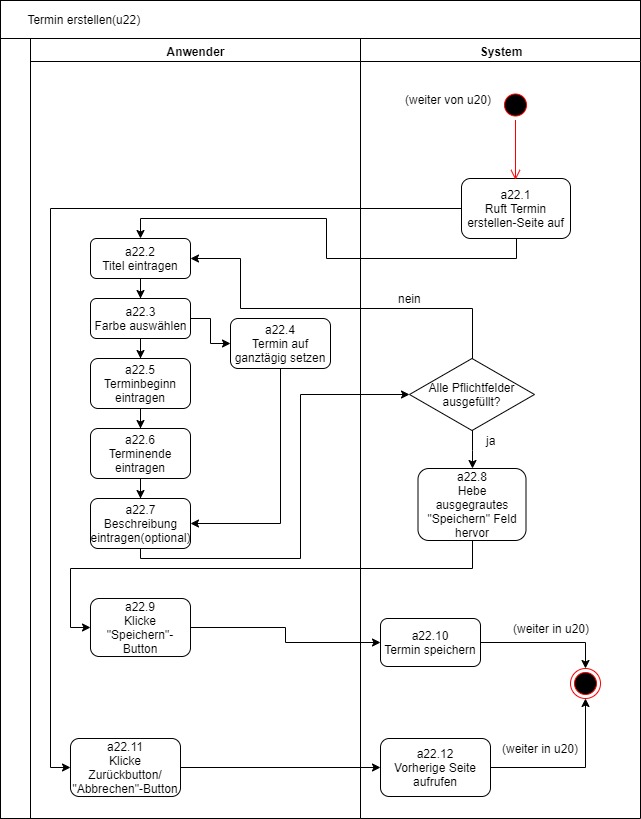 Termin erstellen(u22)
Anwender
System
(weiter von u20)
a22.1
Ruft Termin
erstellen-Seite auf
a22.2
Titel eintragen
nein
a22.3
Farbe auswählen
a22.4
Termin auf
ganztägig setzen
a22.5
Terminbeginn
eintragen
Alle Pflichtfelder
ausgefüllt?
ja
a22.6
Terminende
eintragen
a22.7
Beschreibung
eintragen(optional)
a22.8
Hebe
ausgegrautes
"Speichern" Feld
hervor
a22.9
Klicke
"Speichern"-
Button
a22.10
Termin speichern
(weiter in u20)
a22.11
Klicke
Zurückbutton/
"Abbrechen"-Button
a22.12
Vorherige Seite
aufrufen
(weiter in u20)